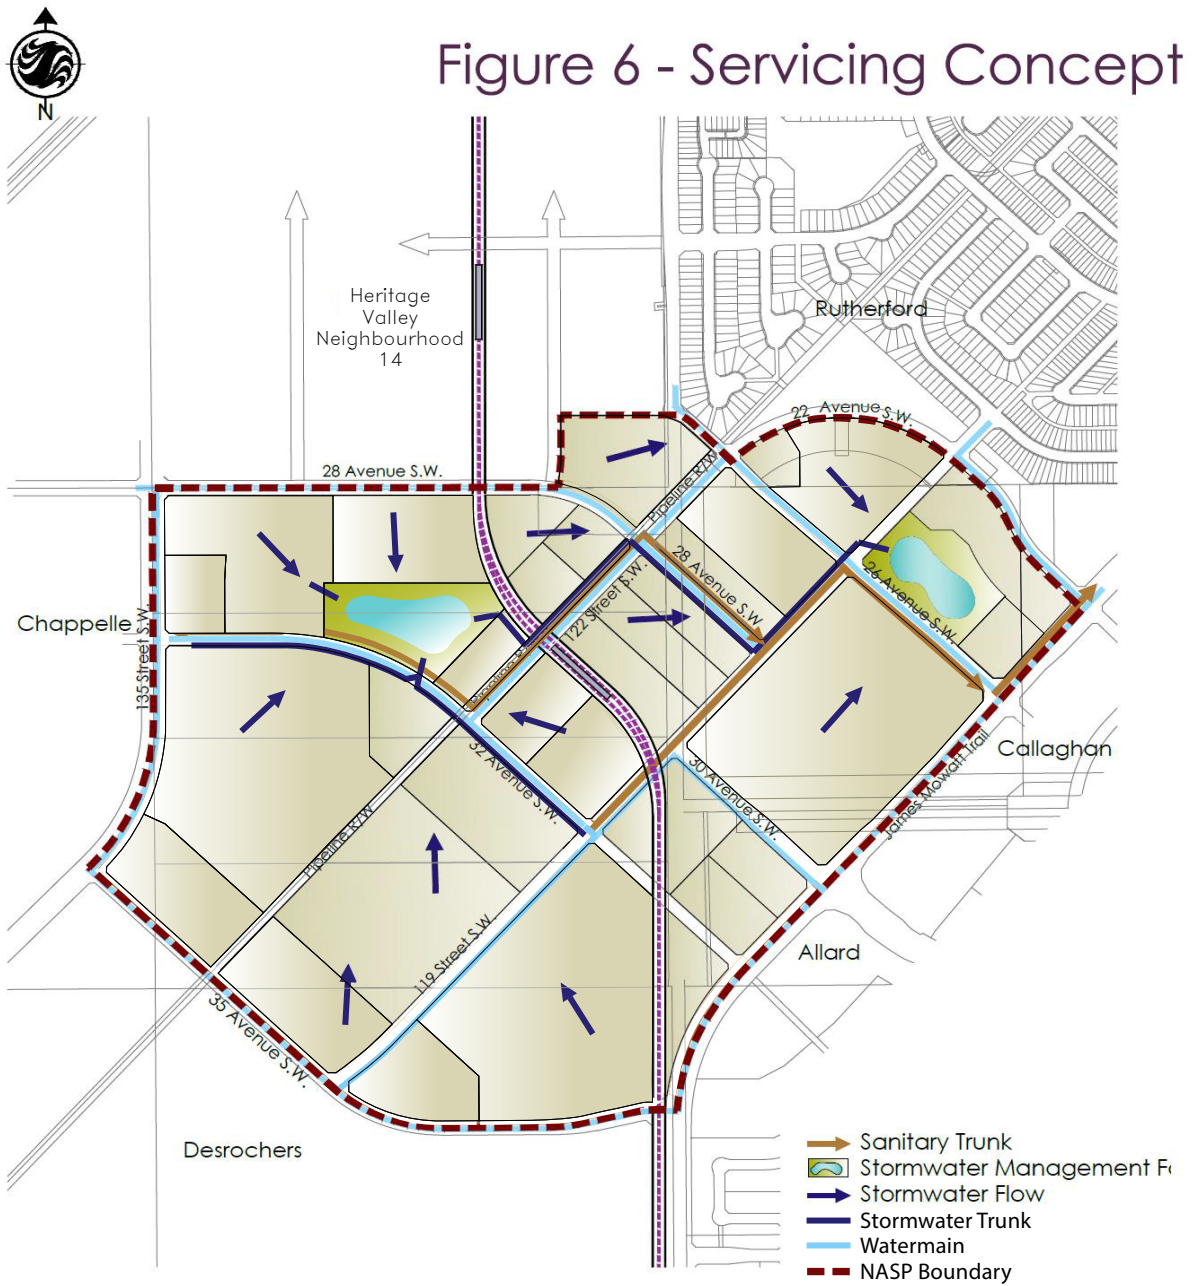 Figure 6 - Servicing Concept
N
Heritage
Valley
Neighbourhood
14
Rutherford
22 Avenue S.W.
28 Avenue S.W.
Pipeline R/W
28 Avenue S.W.
26 Avenue S.W.
122 Street S.W.
Chappelle
135 Street S.W.
32 Avenue S.W.
30 Avenue S.W.
Callaghan
James Mowatt Trail
Pipeline R/W
119 Street S.W.
Allard
35 Avenue S.W.
Desrochers
Sanitary Trunk
Stormwater Management Fa
Stormwater Flow
Stormwater Trunk
Watermain
NASP Boundary